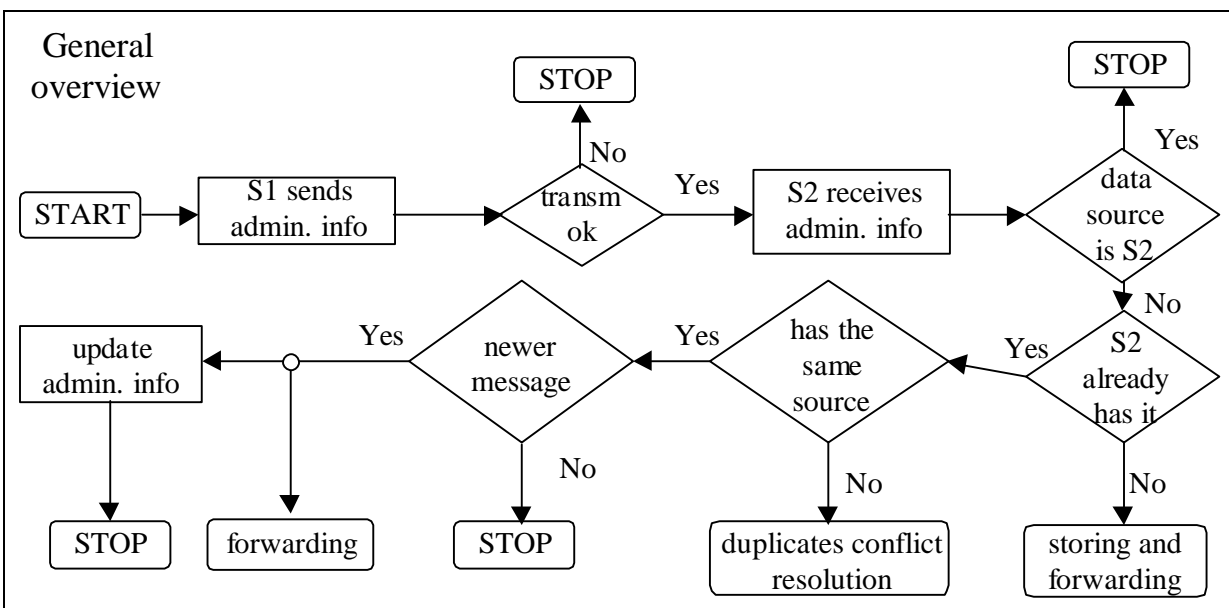 General
overview
STOP
STOP
No
Yes
START
S1 sends
admin. info
transm
ok
Yes
S2 receives
admin. info
data
source
is S2
No
update
admin. info
Yes
newer
message
Yes
has the
same
source
Yes
S2
already
has it
No
No
No
STOP
forwarding
STOP
duplicates conflict
resolution
storing and
forwarding